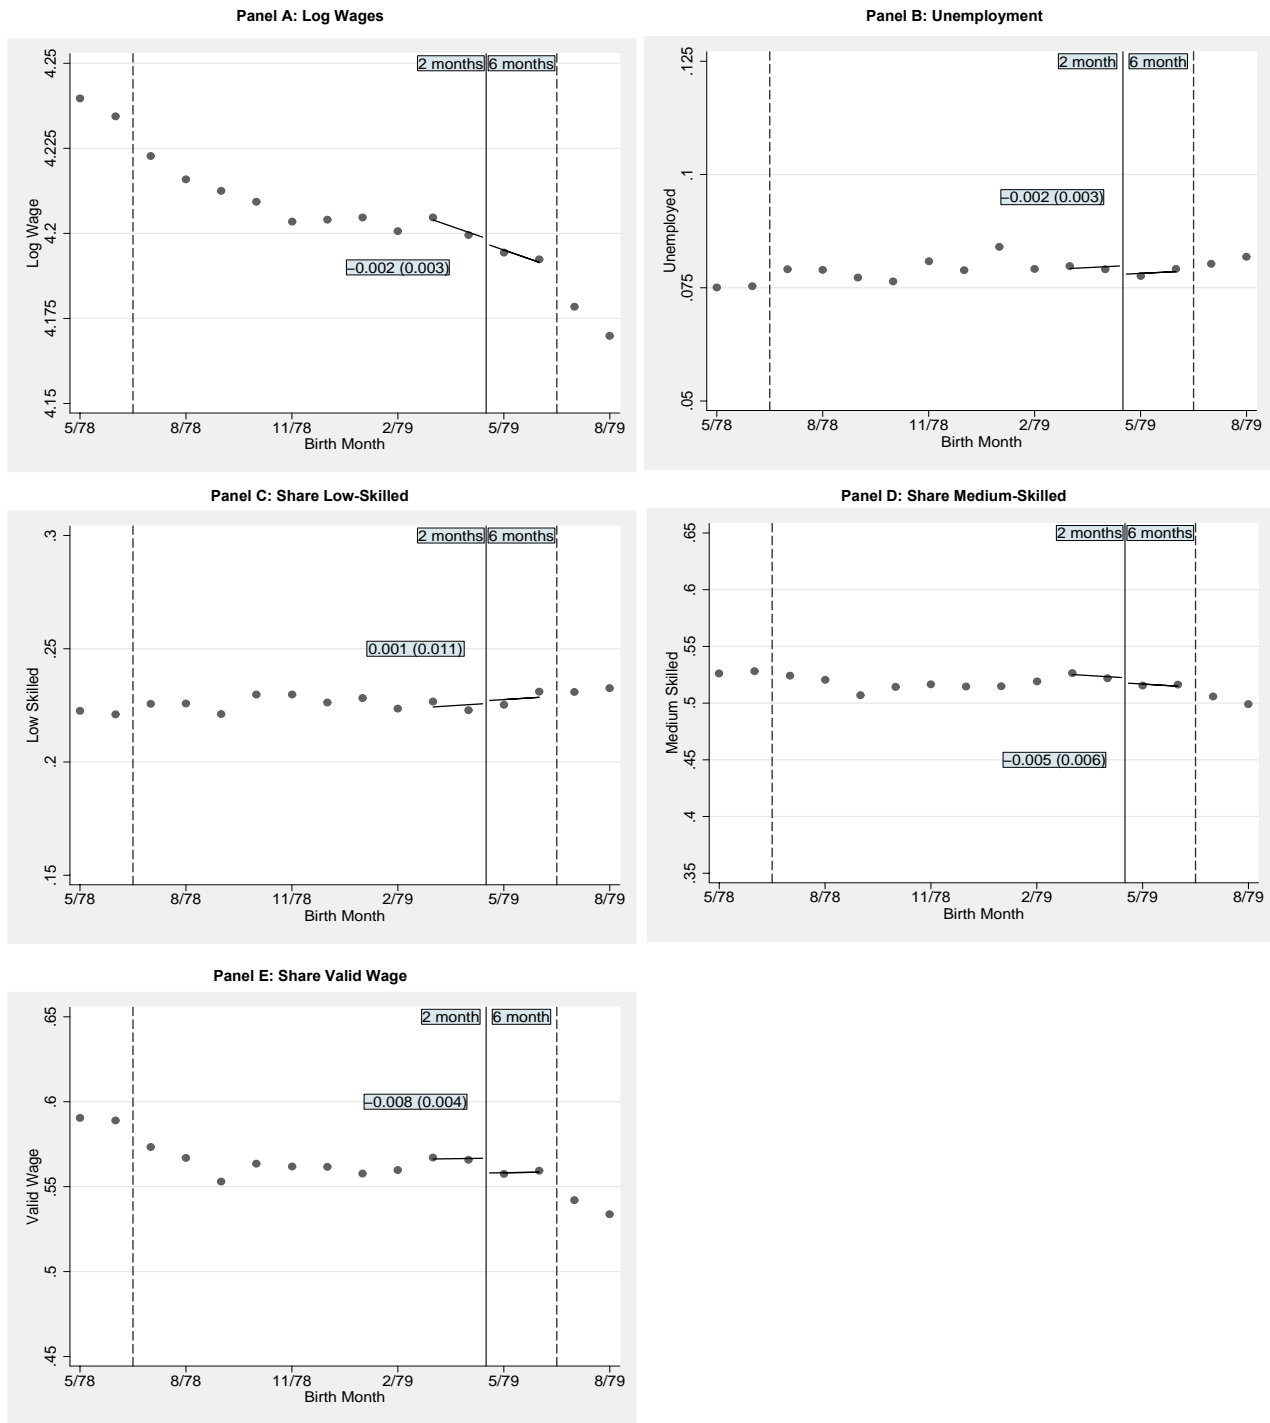 Panel A: Log Wages
2 months
6 months
4.25
4.225
4.2
4.175
4.15
Log Wage
−0.002 (0.003)
5/78 8/78 11/78 2/79 5/79 8/79
Birth Month
Panel B: Unemployment
2 month
6 month
.125
.1
.075
.05
Unemployed
−0.002 (0.003)
5/78 8/78 11/78 2/79 5/79 8/79
Birth Month
Panel C: Share Low-Skilled
2 months
6 months
.3
.25
.2
.15
Low Skilled
0.001 (0.011)
5/78 8/78 11/78 2/79 5/79 8/79
Birth Month
Panel D: Share Medium-Skilled
2 months
6 months
.65
.6
.55
.5
.45
.4
.35
Medium Skilled
−0.005 (0.006)
5/78 8/78 11/78 2/79 5/79 8/79
Birth Month
Panel E: Share Valid Wage
2 month
6 month
.65
.6
.55
.5
.45
Valid Wage
−0.008 (0.004)
5/78 8/78 11/78 2/79 5/79 8/79
Birth Month